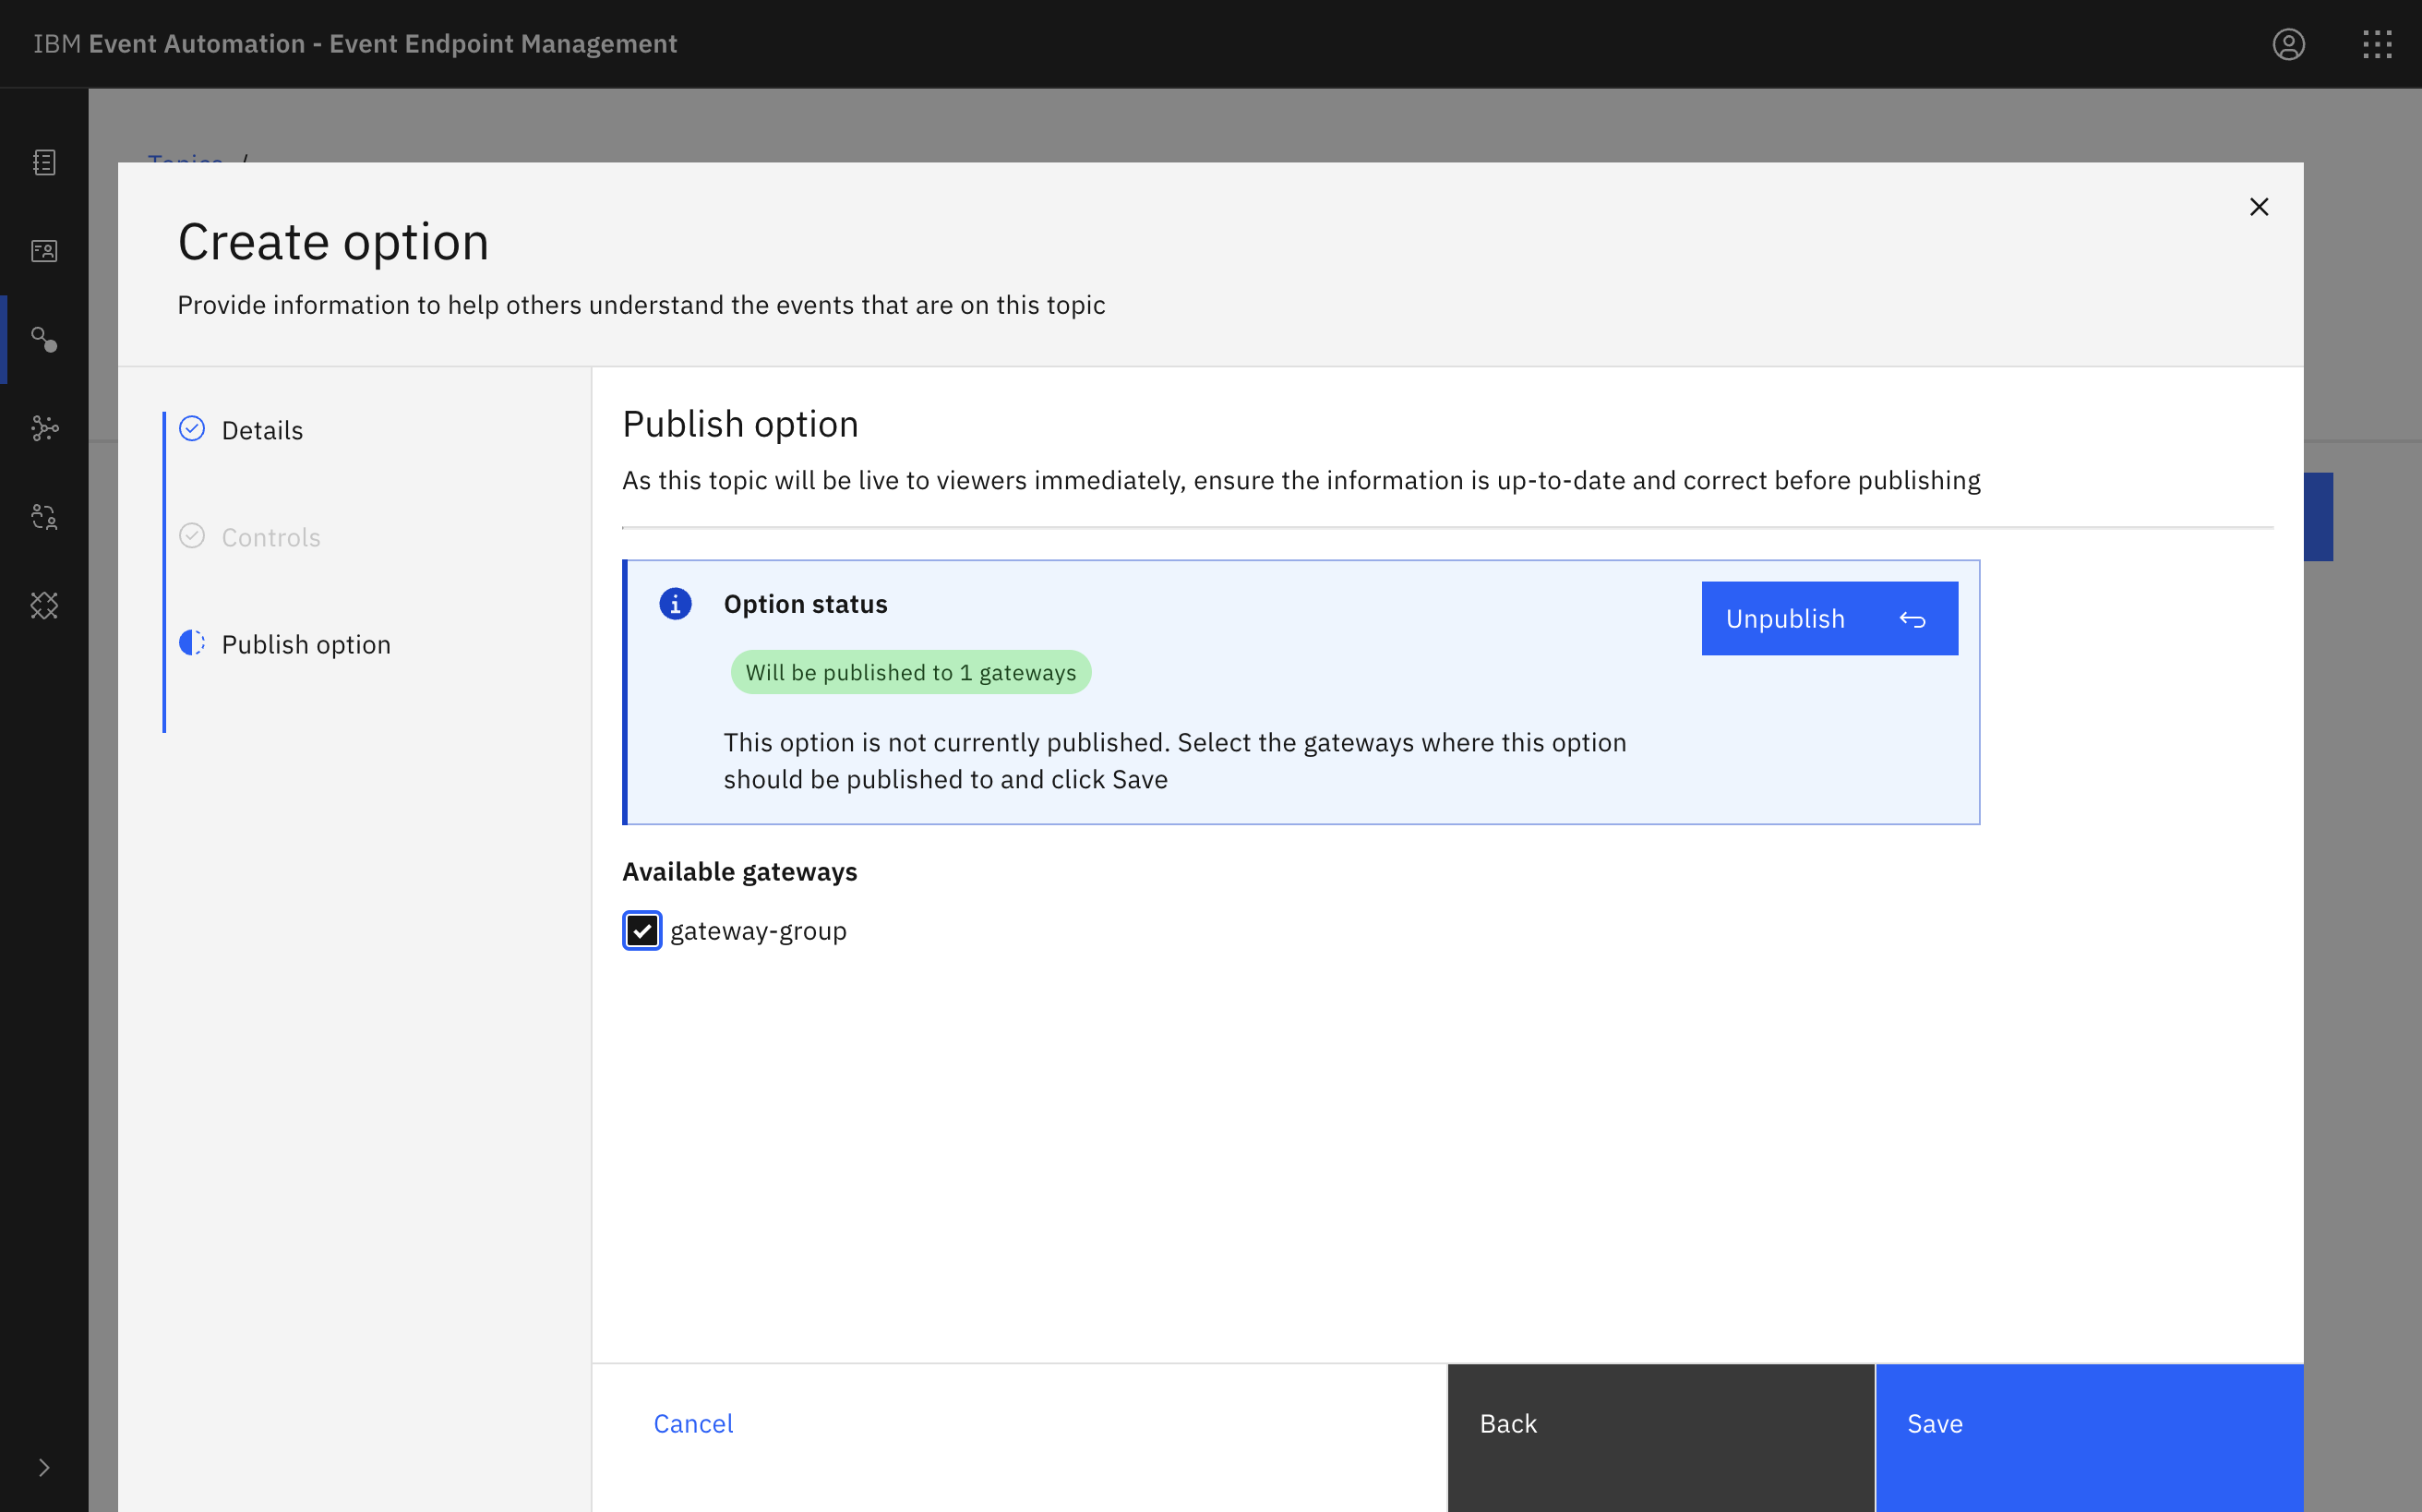 IBM Event Automation - Event Endpoint Management
Topics /
Create option
Provide information to help others understand the events that are on this topic
Details
Controls
Publish option
Publish option
As this topic will be live to viewers immediately, ensure the information is up-to-date and correct before publishing
Option status
Unpublish
Will be published to 1 gateways
This option is not currently published. Select the gateways where this option
should be published to and click Save
Available gateways
gateway-group
Cancel
Back
Save